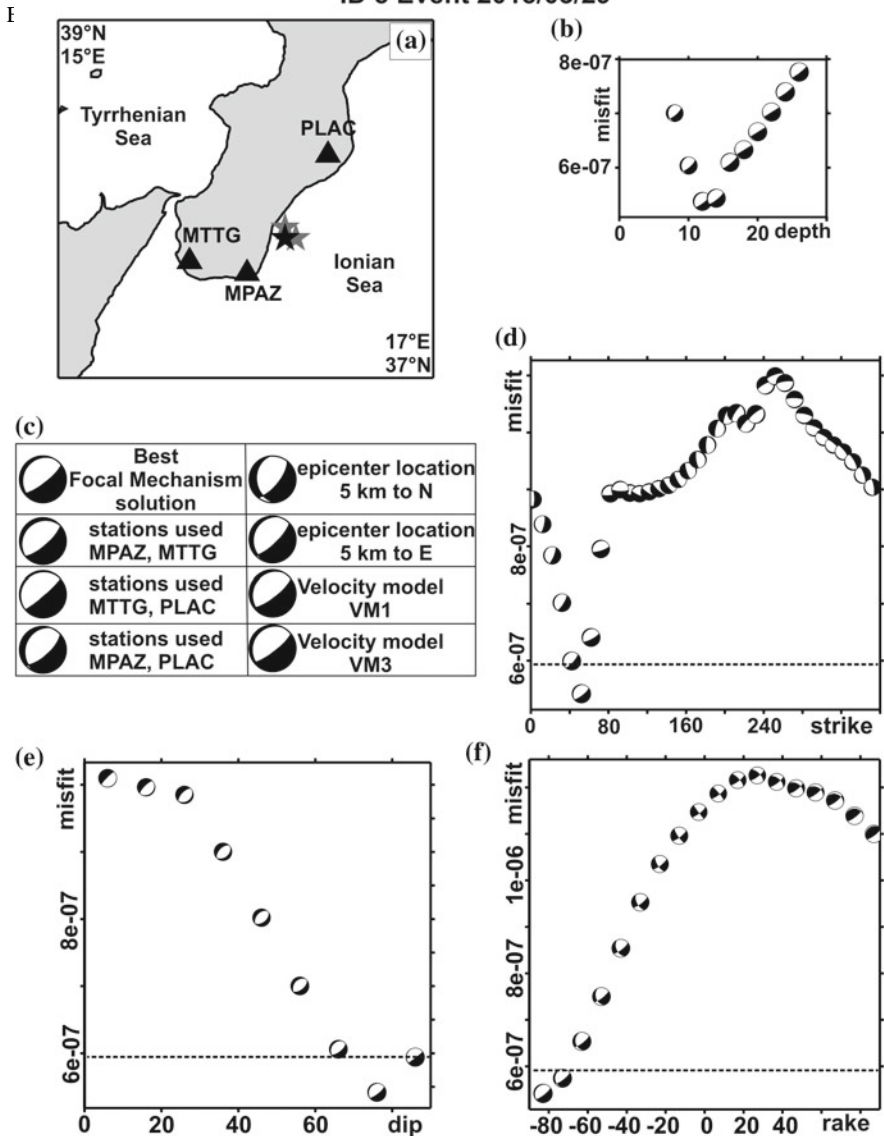 (a)
39°N
15°E
Tyrrhenian
Sea
PLAC
MTTG
MPAZ
Ionian
Sea
17°E
37°N
(b)
8e-07
misfit
6e-07
0
10
20
depth
(c)
Best
Focal Mechanism
solution
epicenter location
5 km to N
stations used
MPAZ, MTTG
epicenter location
5 km to E
stations used
MTTG, PLAC
Velocity model
VM1
stations used
MPAZ, PLAC
Velocity model
VM3
(d)
misfit
8e-07
6e-07
0
80
160
240
strike
(e)
misfit
8e-07
6e-07
0
20
40
60
dip
(f)
misfit
1e-06
8e-07
6e-07
-80
-60
-40
-20
0
20
40
rake